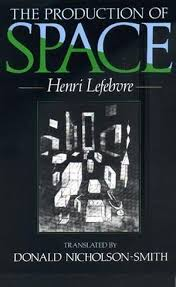 THE PRODUCTION OF
SPACE
Henri Lefebvre
TRANSLATED BY
DONALD NICHOLSON-SMITH